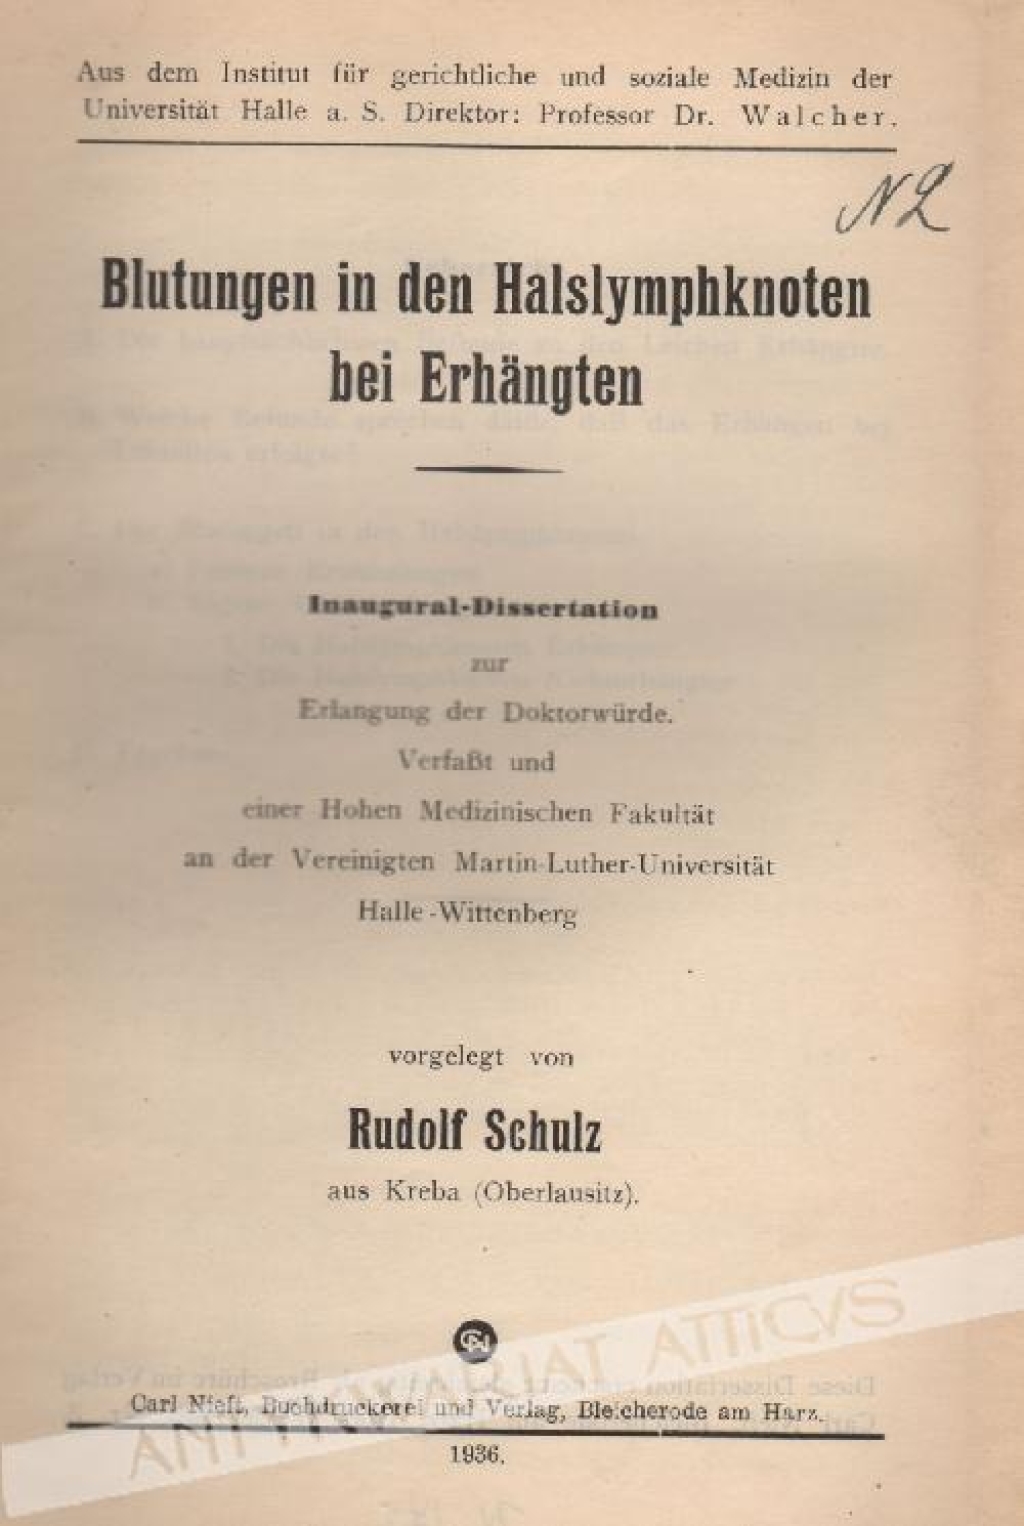 Aus dem Institut für gerichtliche und soziale Medizin der
Universität Halle a. S. Direktor: Professor Dr. Walcher.
N2
Blutungen in den Halslymphknoten
bei Erhängten
Inaugural-Dissertation
zur
Erlangung der Doktorwürde.
Verfaßt und
einer Hohen Medizinischen Fakultät
an der Vereinigten Martin-Luther-Universität
Halle-Wittenberg
vorgelegt von
Rudolf Schulz
aus Kreba (Oberlausitz).
Carl Nieft, Buchdruckerei und Verlag, Bleicherode am Harz.
1936.
ANTYKWARIAT ATTICVS